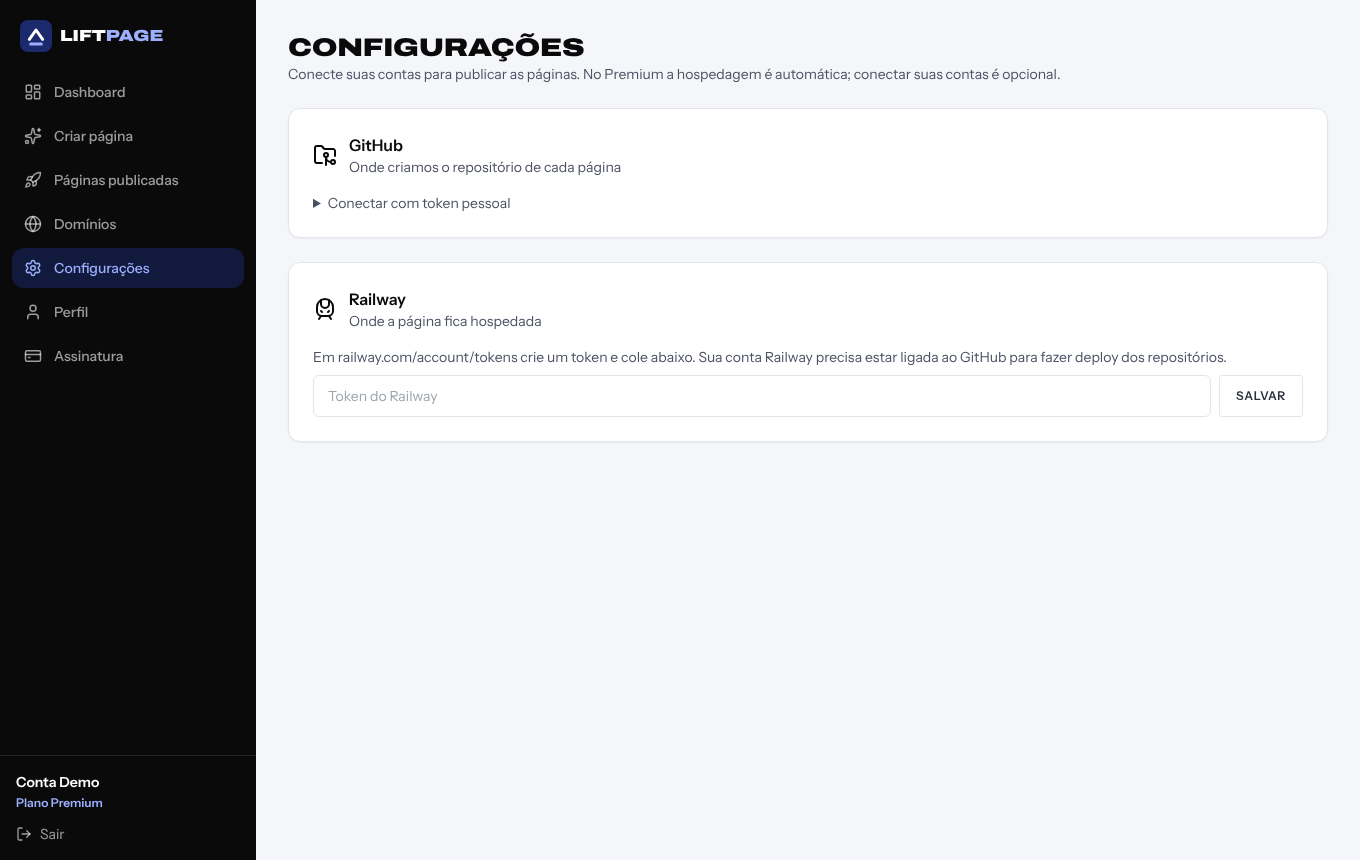 LIFTPAGE
Dashboard
Criar página
Páginas publicadas
Domínios
Configurações
Perfil
Assinatura
Conta Demo
Plano Premium
Sair
CONFIGURAÇÕES
Conecte suas contas para publicar as páginas. No Premium a hospedagem é automática; conectar suas contas é opcional.
GitHub
Onde criamos o repositório de cada página
Conectar com token pessoal
Railway
Onde a página fica hospedada
Em railway.com/account/tokens crie um token e cole abaixo. Sua conta Railway precisa estar ligada ao GitHub para fazer deploy dos repositórios.
Token do Railway
SALVAR